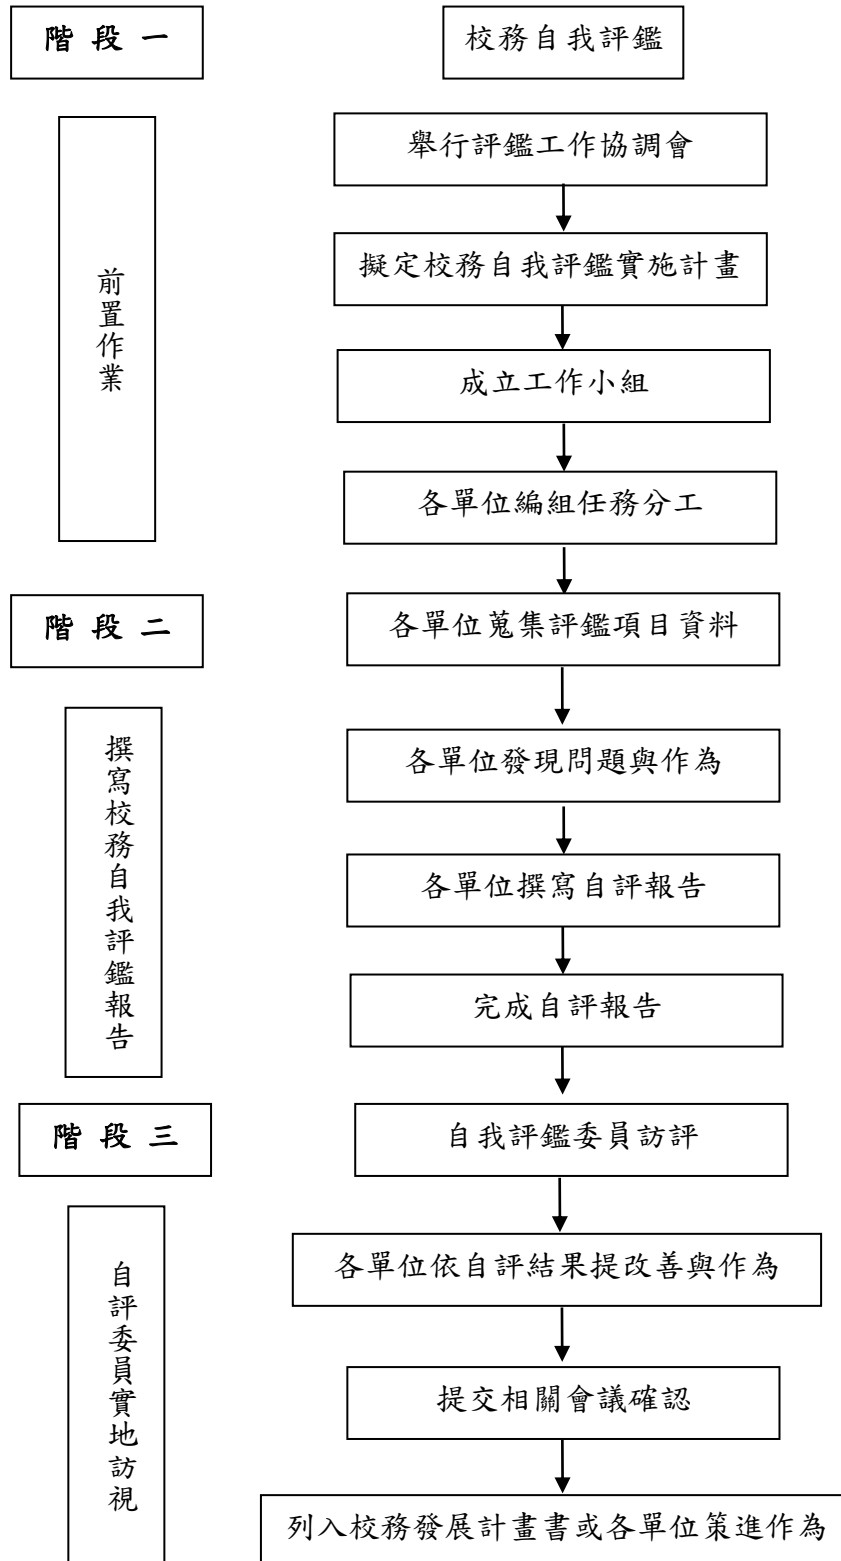 階 段 一
校務自我評鑑
前置作業
舉行評鑑工作協調會
擬定校務自我評鑑實施計畫
成立工作小組
各單位編組任務分工
階 段 二
各單位蒐集評鑑項目資料
撰寫校務自我評鑑報告
各單位發現問題與作為
各單位撰寫自評報告
完成自評報告
階 段 三
自我評鑑委員訪評
自評委員實地訪視
各單位依自評結果提改善與作為
提交相關會議確認
列入校務發展計畫書或各單位策進作為